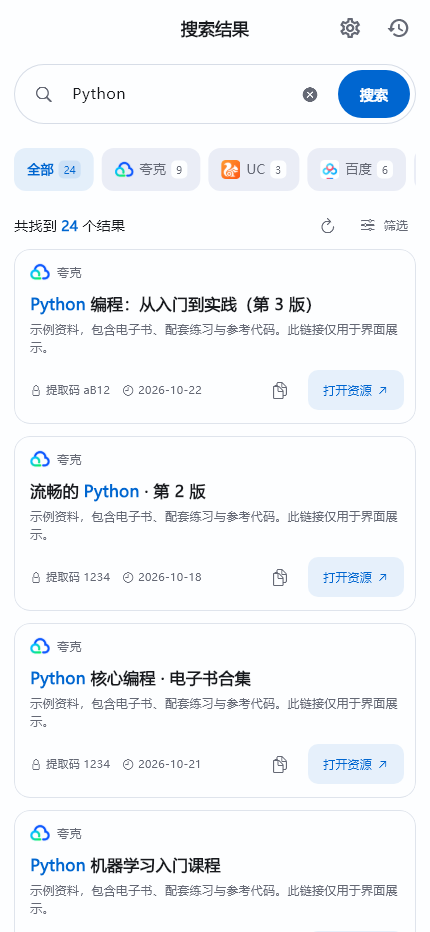 搜索结果
Python
搜索
全部 24 夸克 9 UC 3 百度 6
共找到 24 个结果 筛选
夸克
Python 编程：从入门到实践（第 3 版）
示例资料，包含电子书、配套练习与参考代码。此链接仅用于界面展
示。
提取码 aB12 2026-10-22 打开资源
夸克
流畅的 Python · 第 2 版
示例资料，包含电子书、配套练习与参考代码。此链接仅用于界面展
示。
提取码 1234 2026-10-18 打开资源
夸克
Python 核心编程 · 电子书合集
示例资料，包含电子书、配套练习与参考代码。此链接仅用于界面展
示。
提取码 1234 2026-10-21 打开资源
夸克
Python 机器学习入门课程
示例资料，包含电子书、配套练习与参考代码。此链接仅用于界面展
示。